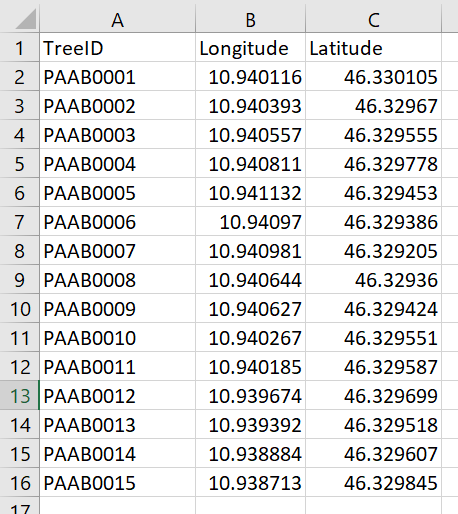 A B C
1 TreeID Longitude Latitude
2 PAAB0001 10.940116 46.330105
3 PAAB0002 10.940393 46.32967
4 PAAB0003 10.940557 46.329555
5 PAAB0004 10.940811 46.329778
6 PAAB0005 10.941132 46.329453
7 PAAB0006 10.94097 46.329386
8 PAAB0007 10.940981 46.329205
9 PAAB0008 10.940644 46.32936
10 PAAB0009 10.940627 46.329424
11 PAAB0010 10.940267 46.329551
12 PAAB0011 10.940185 46.329587
13 PAAB0012 10.939674 46.329699
14 PAAB0013 10.939392 46.329518
15 PAAB0014 10.938884 46.329607
16 PAAB0015 10.938713 46.329845
17